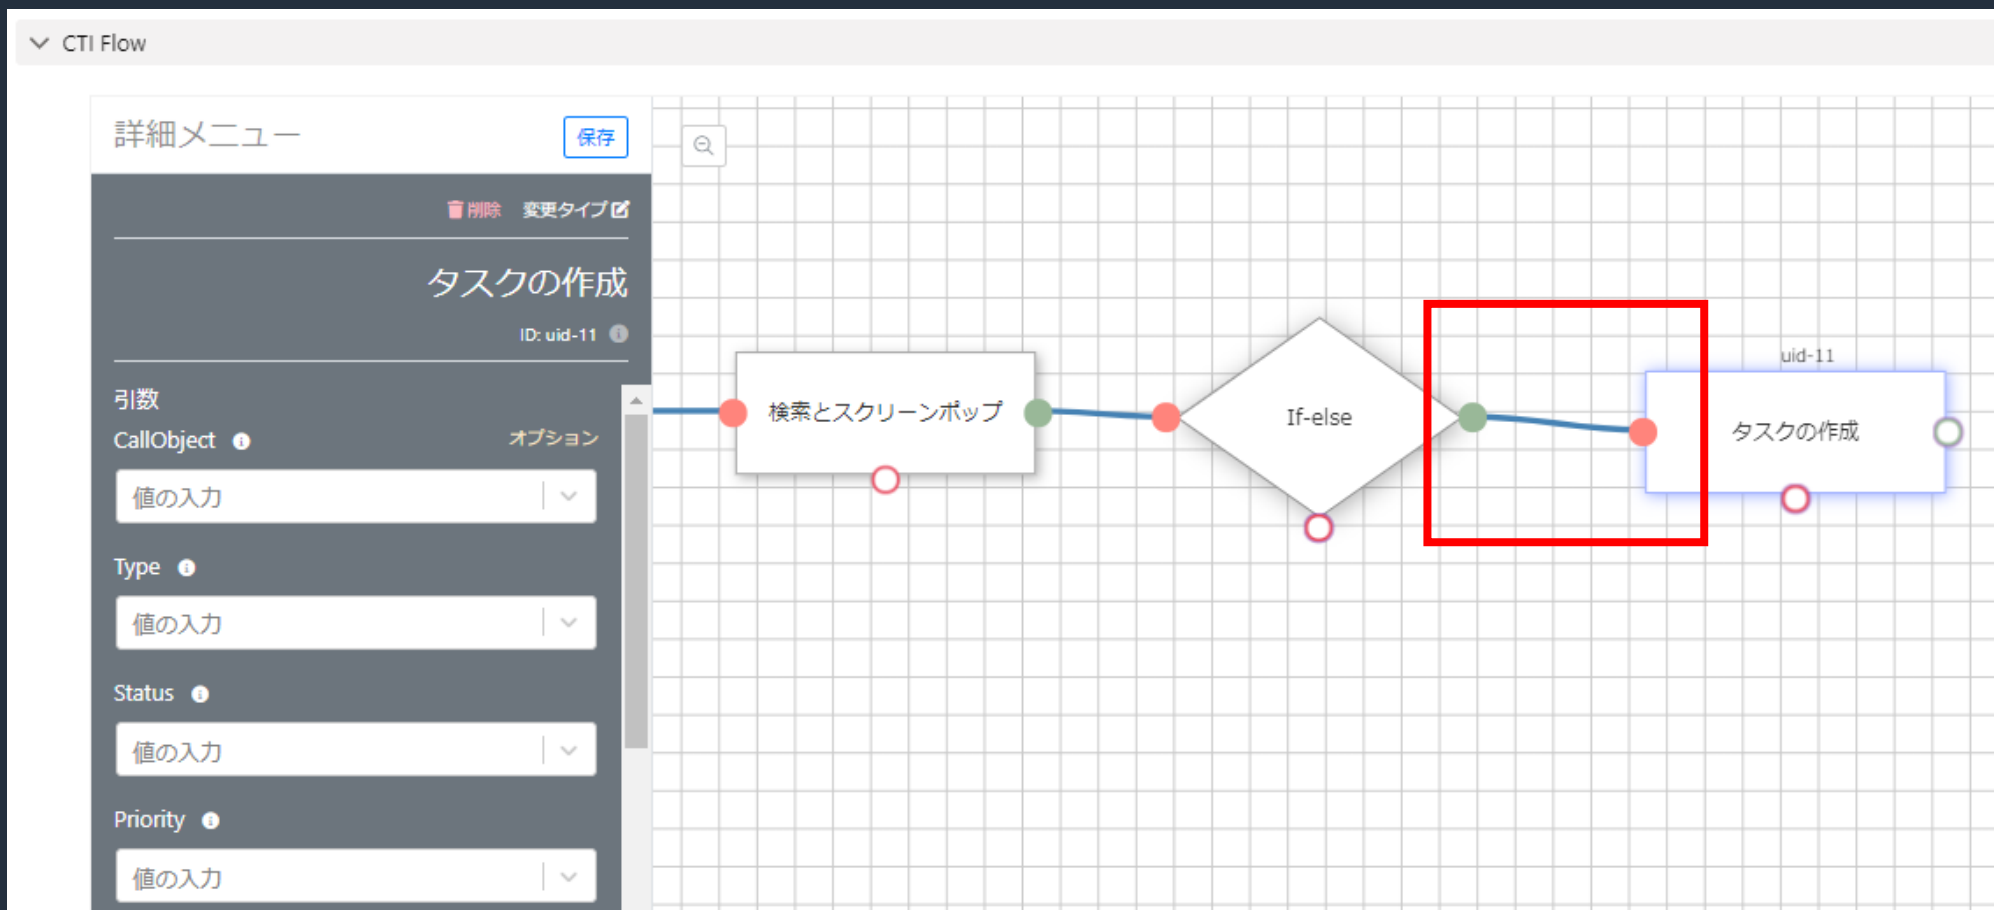 CTI Flow
詳細メニュー
保存
削除 変更タイプ
タスクの作成
ID: uid-11
引数
CallObject
オプション
値の入力
Type
値の入力
Status
値の入力
Priority
値の入力
検索とスクリーンポップ
If-else
uid-11
タスクの作成